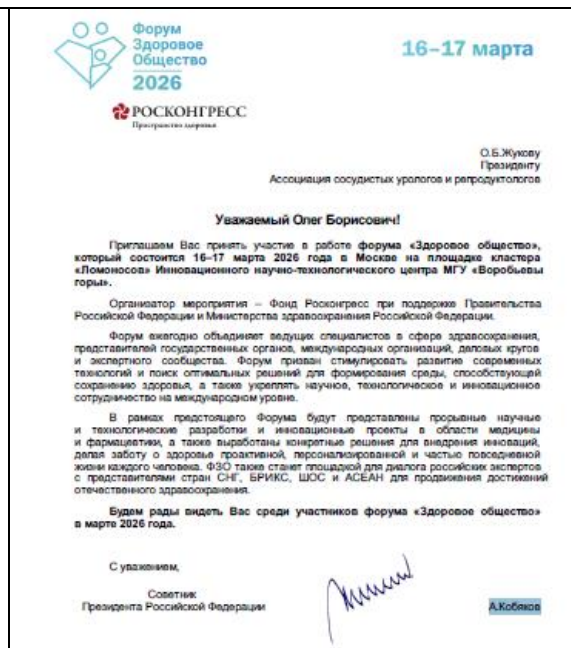 Форум
Здоровое
Общество
2026
16–17 марта
РОСКОНГРЕСС
Пространство здоровья
О.Б.Жукову
Президенту
Ассоциация сосудистых урологов и репродуктологов
Уважаемый Олег Борисович!
Приглашаем Вас принять участие в работе форума «Здоровое общество»,
который состоится 16–17 марта 2026 года в Москве на площадке кластера
«Ломоносов» Инновационного научно-технологического центра МГУ «Воробьевы
горы».
Организатор мероприятия – Фонд Росконгресс при поддержке Правительства
Российской Федерации и Министерства здравоохранения Российской Федерации.
Форум ежегодно объединяет ведущих специалистов в сфере здравоохранения,
представителей государственных органов, международных организаций, деловых кругов
и экспертного сообщества. Форум призван стимулировать развитие современных
технологий и поиск оптимальных решений для формирования среды, способствующей
сохранению здоровья, а также укреплять научное, технологическое и инновационное
сотрудничество на международном уровне.
В рамках предстоящего Форума будут представлены прорывные научные
и технологические разработки и инновационные проекты в области медицины
и фармацевтики, а также выработаны конкретные решения для внедрения инноваций,
делая заботу о здоровье проактивной, персонализированной и частью повседневной
жизни каждого человека. ФЗО также станет площадкой для диалога российских экспертов
с представителями стран СНГ, БРИКС, ШОС и АСЕАН для продвижения достижений
отечественного здравоохранения.
Будем рады видеть Вас среди участников форума «Здоровое общество»
в марте 2026 года.
С уважением,
Советник
Президента Российской Федерации
А.Кобяков